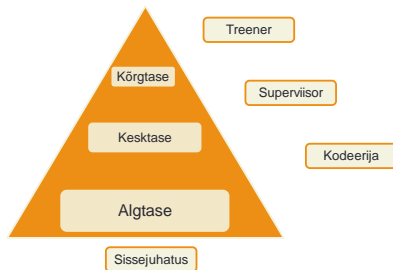 Treener
Kõrgtase
Superviisor
Kesktase
Kodeerija
Algtase
Sissejuhatus